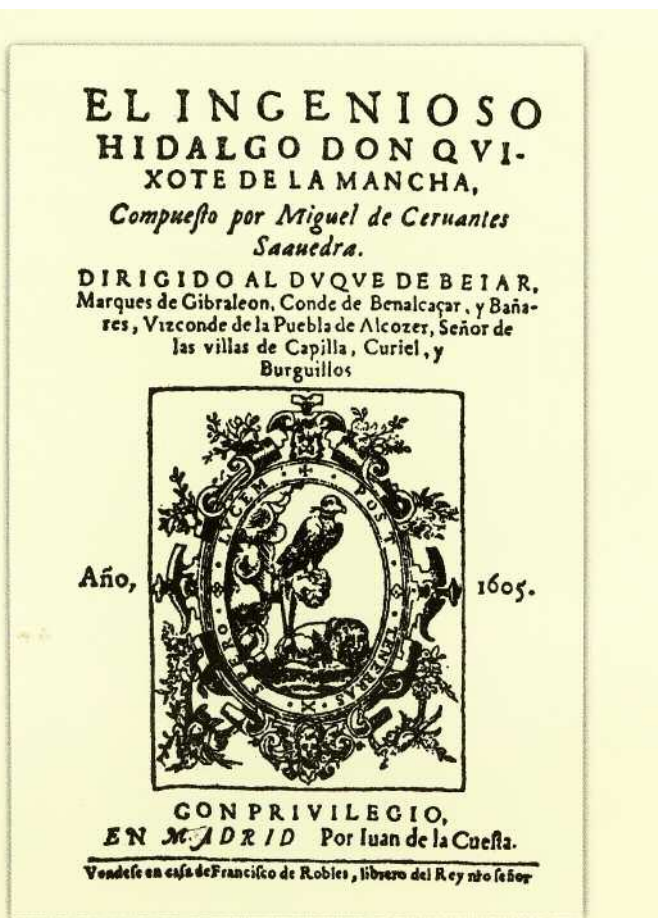 EL INGENIOSO
HIDALGO DON QVI-
XOTE DE LA MANCHA,
Compuesto por Miguel de Ceruantes
Saauedra.
DIRIGIDO AL DVQVE DE BEIAR,
Marques de Gibraleon, Conde de Benalcaçar, y Baña-
res, Vizconde de la Puebla de Alcozer, Señor de
las villas de Capilla, Curiel, y
Burguillos
POST TENEBRAS SPERO LVCEM
Año, 1605.
CON PRIVILEGIO,
EN MADRID Por Iuan de la Cuesta.
Vendese en casa de Francisco de Robles, librero del Rey nro señor